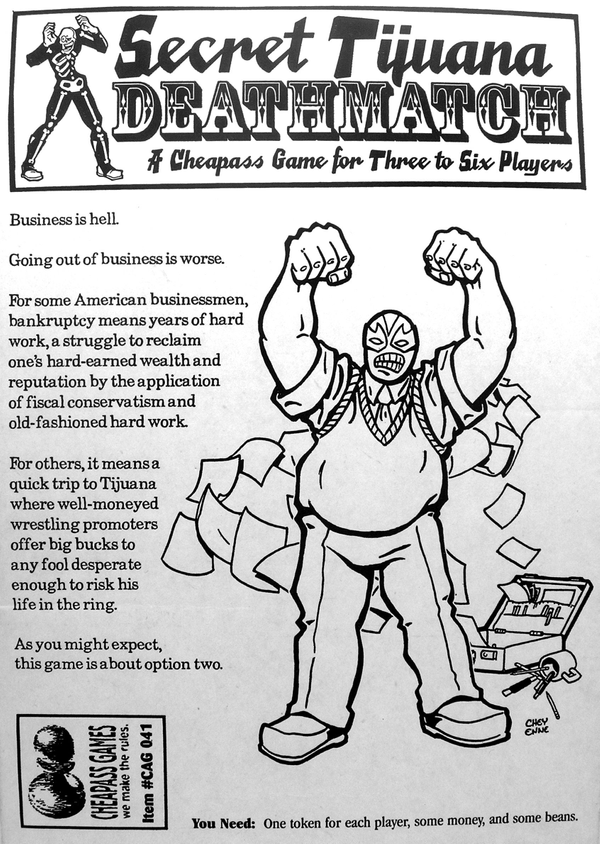 Secret Tijuana
DEATHMATCH
A Cheapass Game for Three to Six Players
Business is hell.
Going out of business is worse.
For some American businessmen,
bankruptcy means years of hard
work, a struggle to reclaim
one's hard-earned wealth and
reputation by the application
of fiscal conservatism and
old-fashioned hard work.
For others, it means a
quick trip to Tijuana
where well-moneyed
wrestling promoters
offer big bucks to
any fool desperate
enough to risk his
life in the ring.
As you might expect,
this game is about option two.
CHEY
ENNE
CHEAPASS GAMES
we make the rules.
Item #CAG 041
You Need: One token for each player, some money, and some beans.